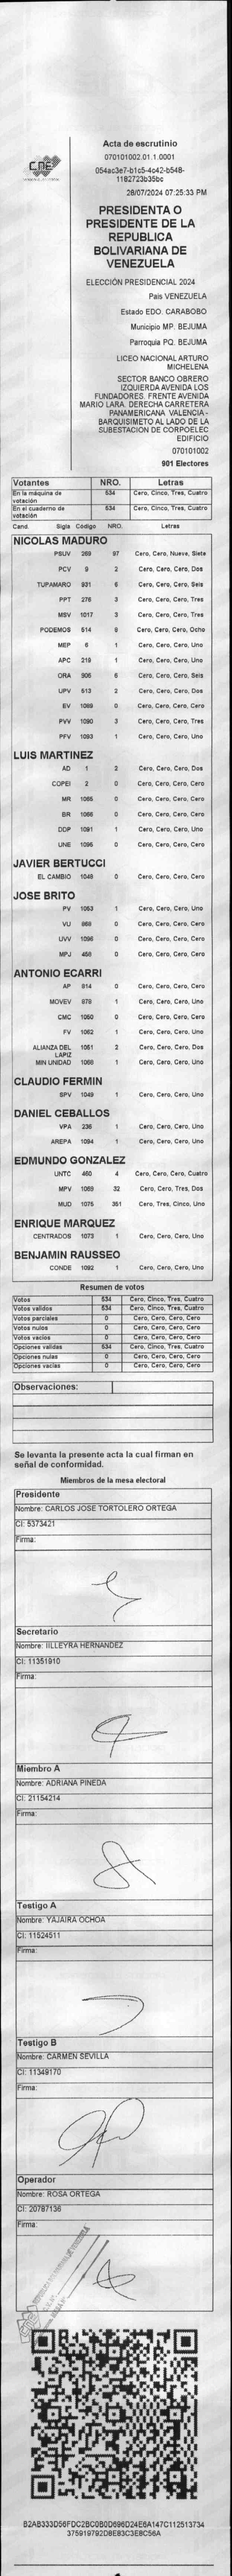 CNE
Acta de escrutinio
070101002.01.1.0001
054ac3e7-b1c5-4c42-b548-
1182723b35bc
28/07/2024 07:25:33 PM
PRESIDENTA O
PRESIDENTE DE LA
REPUBLICA
BOLIVARIANA DE
VENEZUELA
ELECCIÓN PRESIDENCIAL 2024
Pais VENEZUELA
Estado EDO. CARABOBO
Municipio MP. BEJUMA
Parroquia PQ. BEJUMA
LICEO NACIONAL ARTURO
MICHELENA
SECTOR BANCO OBRERO
IZQUIERDA AVENIDA LOS
FUNDADORES. FRENTE AVENIDA
MARIO LARA. DERECHA CARRETERA
PANAMERICANA VALENCIA -
BARQUISIMETO AL LADO DE LA
SUBESTACION DE CORPOELEC
EDIFICIO
070101002
901 Electores
Votantes NRO. Letras
En la máquina de votación 534 Cero, Cinco, Tres, Cuatro
En el cuaderno de votación 534 Cero, Cinco, Tres, Cuatro
Cand. Sigla Codigo NRO. Letras
NICOLAS MADURO
PSUV 269 97 Cero, Cero, Nueve, Siete
PCV 9 2 Cero, Cero, Cero, Dos
TUPAMARO 831 6 Cero, Cero, Cero, Seis
PPT 276 3 Cero, Cero, Cero, Tres
MSV 1017 3 Cero, Cero, Cero, Tres
PODEMOS 514 8 Cero, Cero, Cero, Ocho
MEP 6 1 Cero, Cero, Cero, Uno
APC 219 1 Cero, Cero, Cero, Uno
ORA 906 6 Cero, Cero, Cero, Seis
UPV 513 2 Cero, Cero, Cero, Dos
EV 1089 0 Cero, Cero, Cero, Cero
PVV 1090 3 Cero, Cero, Cero, Tres
PFV 1093 1 Cero, Cero, Cero, Uno
LUIS MARTINEZ
AD 1 2 Cero, Cero, Cero, Dos
COPEI 2 0 Cero, Cero, Cero, Cero
MR 1065 0 Cero, Cero, Cero, Cero
BR 1066 0 Cero, Cero, Cero, Cero
DDP 1091 1 Cero, Cero, Cero, Uno
UNE 1095 0 Cero, Cero, Cero, Cero
JAVIER BERTUCCI
EL CAMBIO 1048 0 Cero, Cero, Cero, Cero
JOSE BRITO
PV 1053 1 Cero, Cero, Cero, Uno
VU 868 0 Cero, Cero, Cero, Cero
UVV 1096 0 Cero, Cero, Cero, Cero
MPJ 458 0 Cero, Cero, Cero, Cero
ANTONIO ECARRI
AP 814 0 Cero, Cero, Cero, Cero
MOVEV 878 1 Cero, Cero, Cero, Uno
CMC 1050 0 Cero, Cero, Cero, Cero
FV 1062 1 Cero, Cero, Cero, Uno
ALIANZA DEL LAPIZ 1051 2 Cero, Cero, Cero, Dos
MIN UNIDAD 1068 1 Cero, Cero, Cero, Uno
CLAUDIO FERMIN
SPV 1049 1 Cero, Cero, Cero, Uno
DANIEL CEBALLOS
VPA 236 1 Cero, Cero, Cero, Uno
AREPA 1094 1 Cero, Cero, Cero, Uno
EDMUNDO GONZALEZ
UNTC 460 4 Cero, Cero, Cero, Cuatro
MPV 1069 32 Cero, Cero, Tres, Dos
MUD 1075 351 Cero, Tres, Cinco, Uno
ENRIQUE MARQUEZ
CENTRADOS 1073 1 Cero, Cero, Cero, Uno
BENJAMIN RAUSSEO
CONDE 1092 1 Cero, Cero, Cero, Uno
Resumen de votos
Votos 534 Cero, Cinco, Tres, Cuatro
Votos validos 534 Cero, Cinco, Tres, Cuatro
Votos parciales 0 Cero, Cero, Cero, Cero
Votos nulos 0 Cero, Cero, Cero, Cero
Votos vacios 0 Cero, Cero, Cero, Cero
Opciones validas 534 Cero, Cinco, Tres, Cuatro
Opciones nulas 0 Cero, Cero, Cero, Cero
Opciones vacias 0 Cero, Cero, Cero, Cero
Observaciones:
Se levanta la presente acta la cual firman en
señal de conformidad.
Miembros de la mesa electoral
Presidente
Nombre: CARLOS JOSE TORTOLERO ORTEGA
CI: 5373421
Firma:
Secretario
Nombre: IILLEYRA HERNANDEZ
CI: 11351910
Firma:
Miembro A
Nombre: ADRIANA PINEDA
CI: 21154214
Firma:
Testigo A
Nombre: YAJAIRA OCHOA
CI: 11524511
Firma:
Testigo B
Nombre: CARMEN SEVILLA
CI: 11349170
Firma:
Operador
Nombre: ROSA ORTEGA
CI: 20787136
Firma:
B2AB333D56FDC2BC0B0D696D24E6A147C112513734
375919792D8E83C3E8C56A